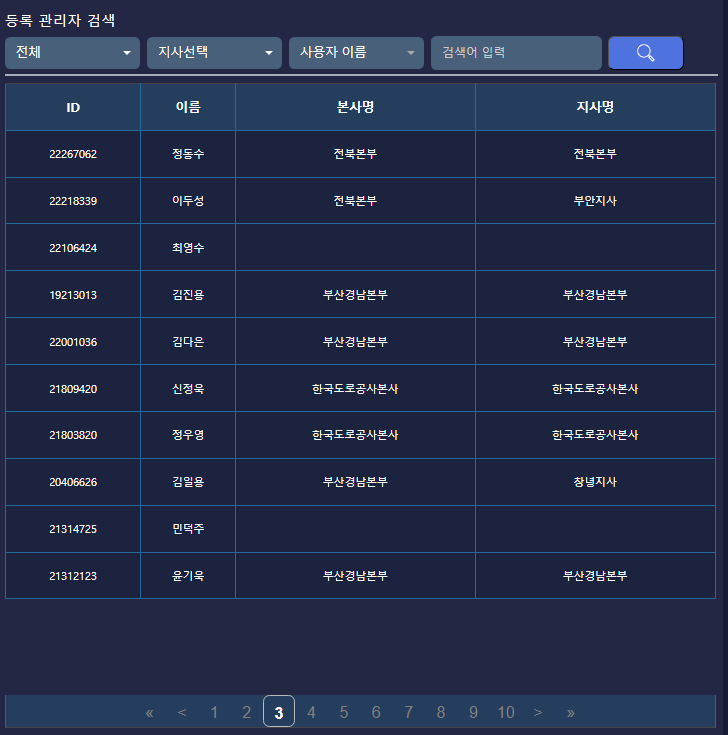 등록 관리자 검색
전체 지사선택 사용자 이름 검색어 입력
ID 이름 본사명 지사명
22267062 정동수 전북본부 전북본부
22218339 이두성 전북본부 부안지사
22106424 최영수
19213013 김진용 부산경남본부 부산경남본부
22001036 김다은 부산경남본부 부산경남본부
21809420 신정욱 한국도로공사본사 한국도로공사본사
21803820 정우영 한국도로공사본사 한국도로공사본사
20406626 김일용 부산경남본부 창녕지사
21314725 민덕주
21312123 윤기욱 부산경남본부 부산경남본부
« < 1 2 3 4 5 6 7 8 9 10 > »